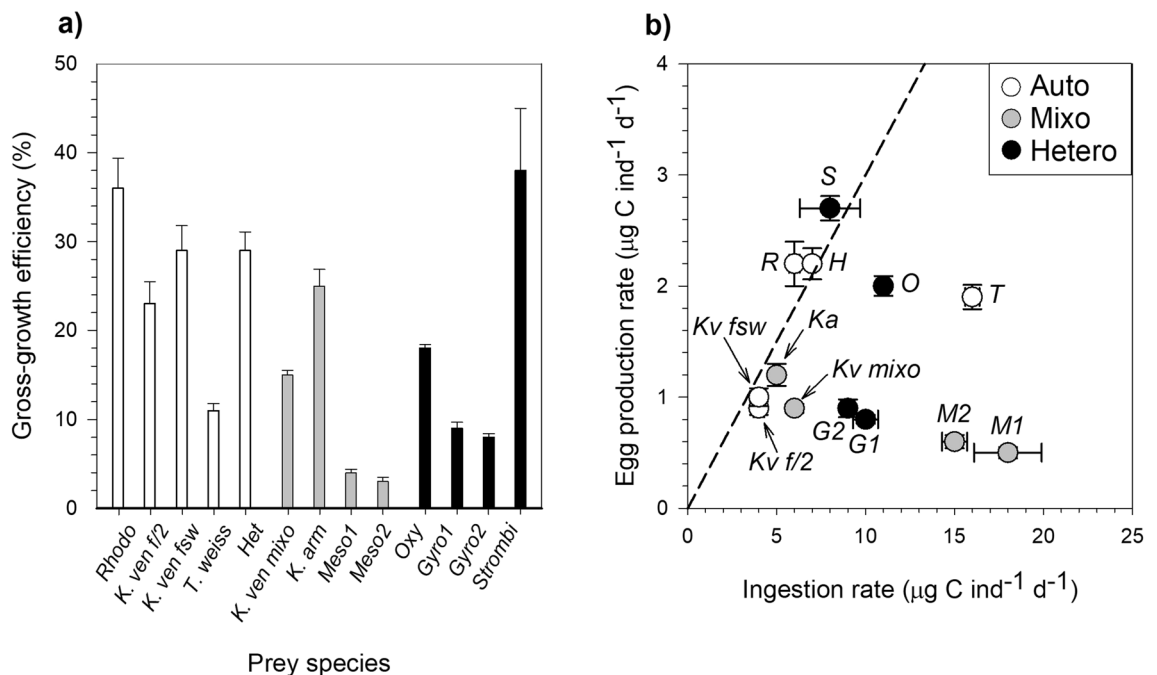 a)
50
40
30
20
10
0
Gross-growth efficiency (%)
Rhodo
K. ven f/2
K. ven fsw
T. weiss
Het
K. ven mixo
K. arm
Meso1
Meso2
Oxy
Gyro1
Gyro2
Strombi
Prey species
b)
4
3
2
1
0
Egg production rate (μg C ind⁻¹ d⁻¹)
Auto
Mixo
Hetero
S
R
H
O
T
Kv fsw
Ka
Kv mixo
G2
G1
M2
M1
Kv f/2
0
5
10
15
20
25
Ingestion rate (μg C ind⁻¹ d⁻¹)